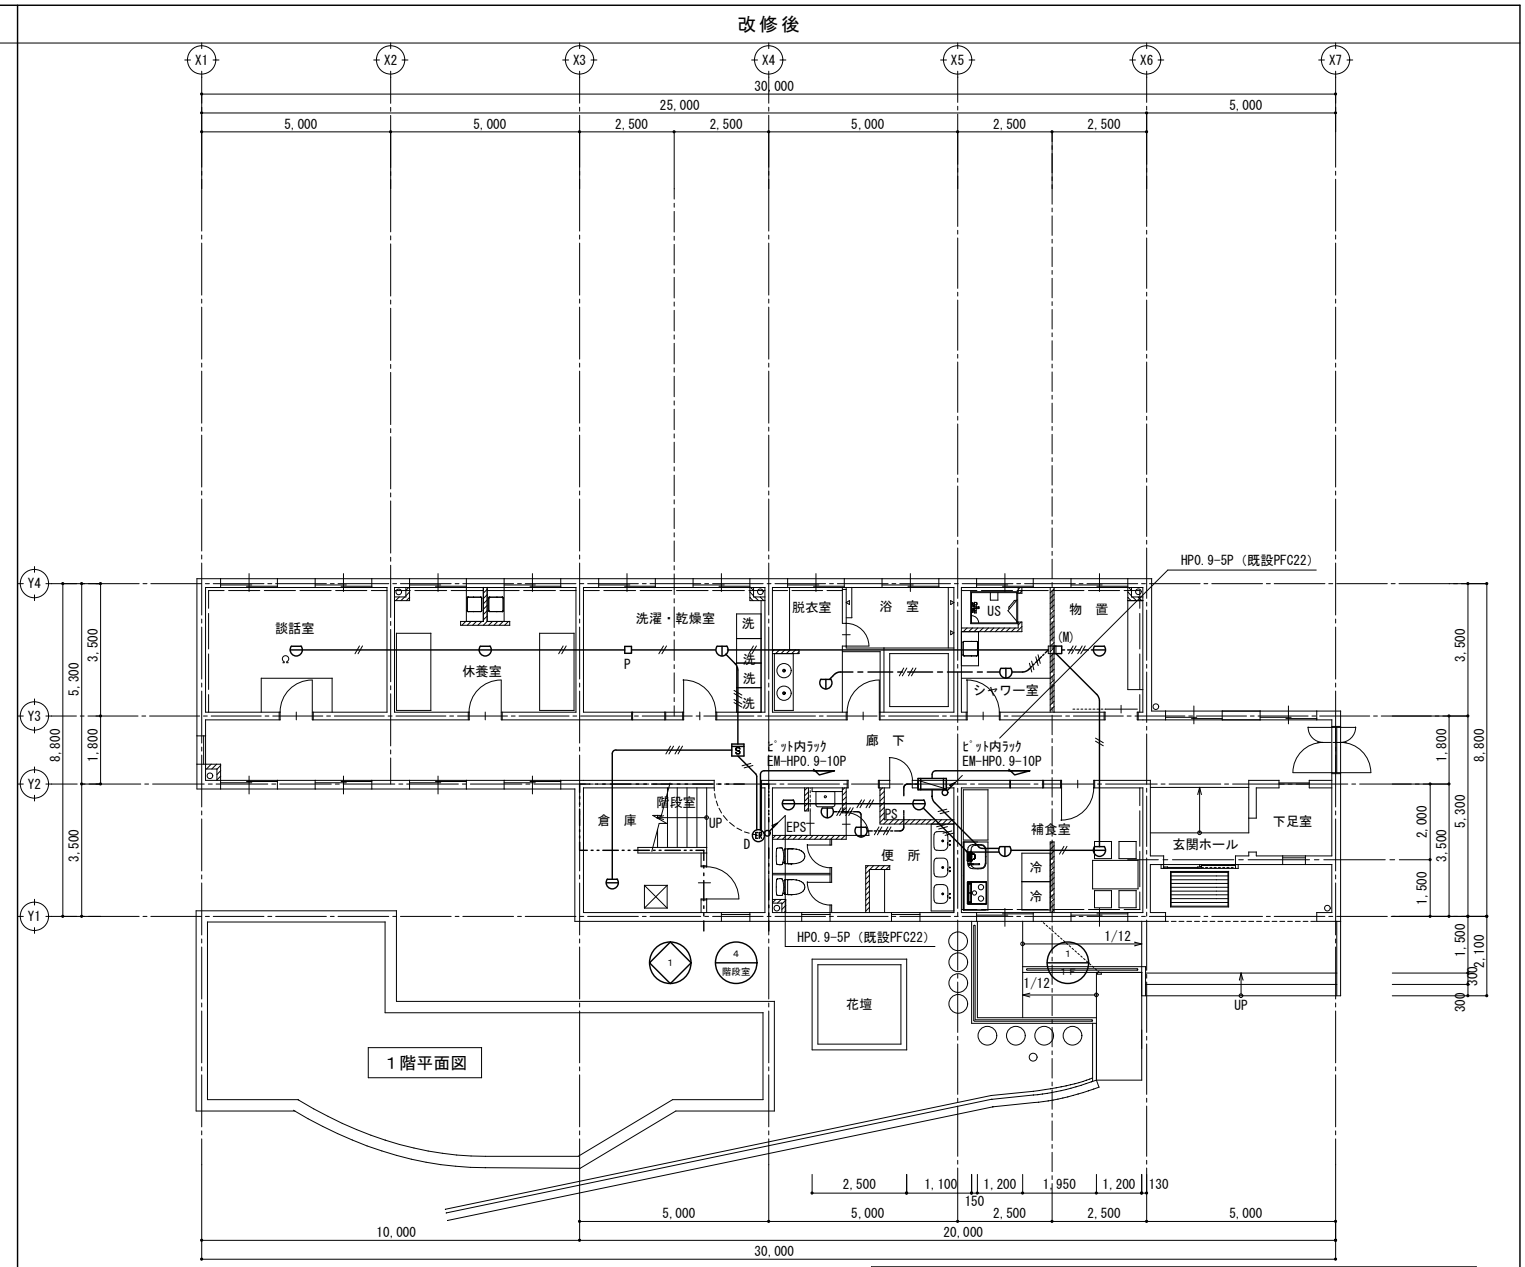 改修後
X1 X2 X3 X4 X5 X6 X7
30,000
25,000 5,000
5,000 5,000 2,500 2,500 5,000 2,500 2,500
HP0.9-5P (既設PFC22)
Y4
Y3
Y2
Y1
8,800
5,300
3,500
3,500
1,800
談話室
Ω
休養室
洗濯・乾燥室
P
洗
洗
洗
洗
脱衣室
浴 室
US
物 置
(M)
シャワー室
廊 下
S
ピット内ラック
EM-HP0.9-10P
ピット内ラック
EM-HP0.9-10P
階段室
倉 庫
UP
D
EPS
PS
便 所
補食室
冷
冷
玄関ホール
下足室
HP0.9-5P (既設PFC22)
3,500
1,800
2,000
1,500
3,500
5,300
8,800
1,500
2,100
300
300
1
4
階段室
1
1F
1/12
1/12
UP
花壇
1階平面図
2,500 1,100 150 1,200 1,950 1,200 130
5,000 5,000 2,500 2,500 5,000
10,000 20,000
30,000